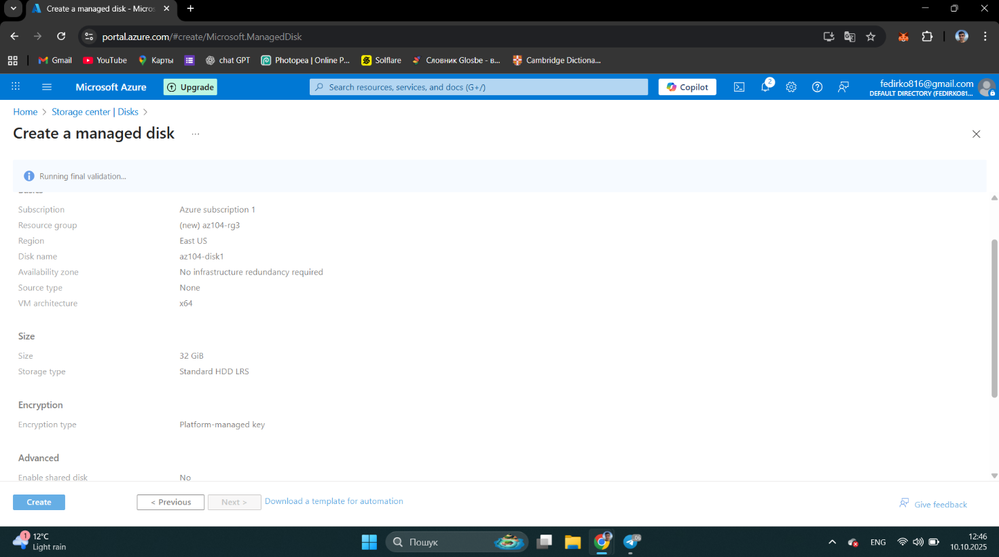 Create a managed disk - Micros
portal.azure.com/#create/Microsoft.ManagedDisk
Gmail
YouTube
Карты
chat GPT
Photopea | Online P...
Solflare
Словник Glosbe - в...
Cambridge Dictiona...
Microsoft Azure
Upgrade
Search resources, services, and docs (G+/)
Copilot
2
fedirko816@gmail.com
DEFAULT DIRECTORY (FEDIRKO81...
Home > Storage center | Disks >
Create a managed disk
...
Running final validation...
Basics
Subscription Azure subscription 1
Resource group (new) az104-rg3
Region East US
Disk name az104-disk1
Availability zone No infrastructure redundancy required
Source type None
VM architecture x64
Size
Size 32 GiB
Storage type Standard HDD LRS
Encryption
Encryption type Platform-managed key
Advanced
Enable shared disk No
Create
< Previous
Next >
Download a template for automation
Give feedback
1
12°C
Light rain
Пошук
ENG
12:46
10.10.2025